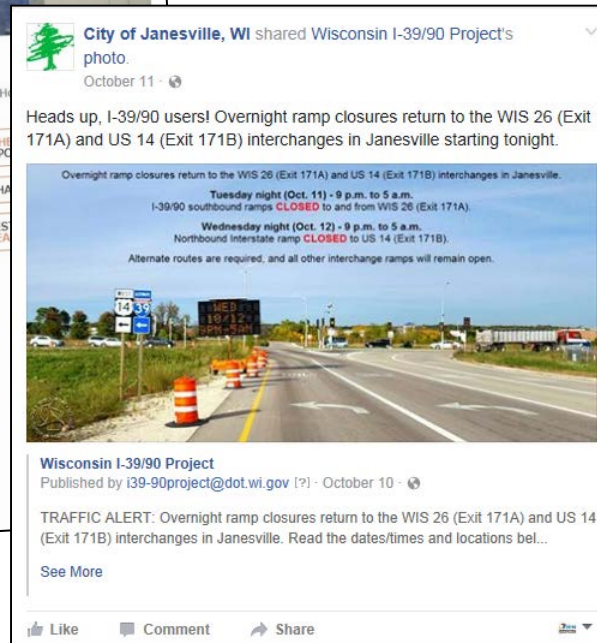 City of Janesville, WI shared Wisconsin I-39/90 Project's
photo.
October 11 ·
Heads up, I-39/90 users! Overnight ramp closures return to the WIS 26 (Exit
171A) and US 14 (Exit 171B) interchanges in Janesville starting tonight.
Overnight ramp closures return to the WIS 26 (Exit 171A) and US 14 (Exit 171B) interchanges in Janesville.
Tuesday night (Oct. 11) - 9 p.m. to 5 a.m.
I-39/90 southbound ramps CLOSED to and from WIS 26 (Exit 171A).
Wednesday night (Oct. 12) - 9 p.m. to 5 a.m.
Northbound Interstate ramp CLOSED to US 14 (Exit 171B).
Alternate routes are required, and all other interchange ramps will remain open.
14 39
WED
10/12
9PM-5AM
Wisconsin I-39/90 Project
Published by i39-90project@dot.wi.gov [?] · October 10 ·
TRAFFIC ALERT: Overnight ramp closures return to the WIS 26 (Exit 171A) and US 14
(Exit 171B) interchanges in Janesville. Read the dates/times and locations bel...
See More
Like Comment Share